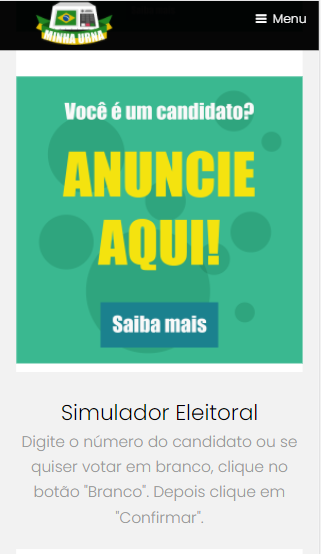 MINHA URNA
Menu
Você é um candidato?
ANUNCIE
AQUI!
Saiba mais
Simulador Eleitoral
Digite o número do candidato ou se
quiser votar em branco, clique no
botão "Branco". Depois clique em
"Confirmar".